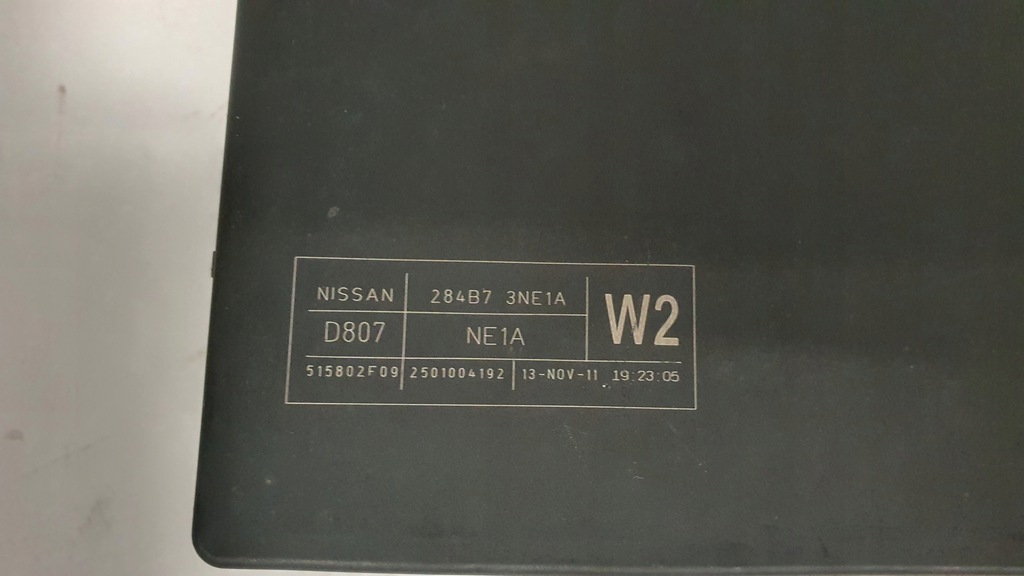 NISSAN 284B7 3NE1A W2
D807 NE1A
515802F09 2501004192 13-NOV-11 19:23:05